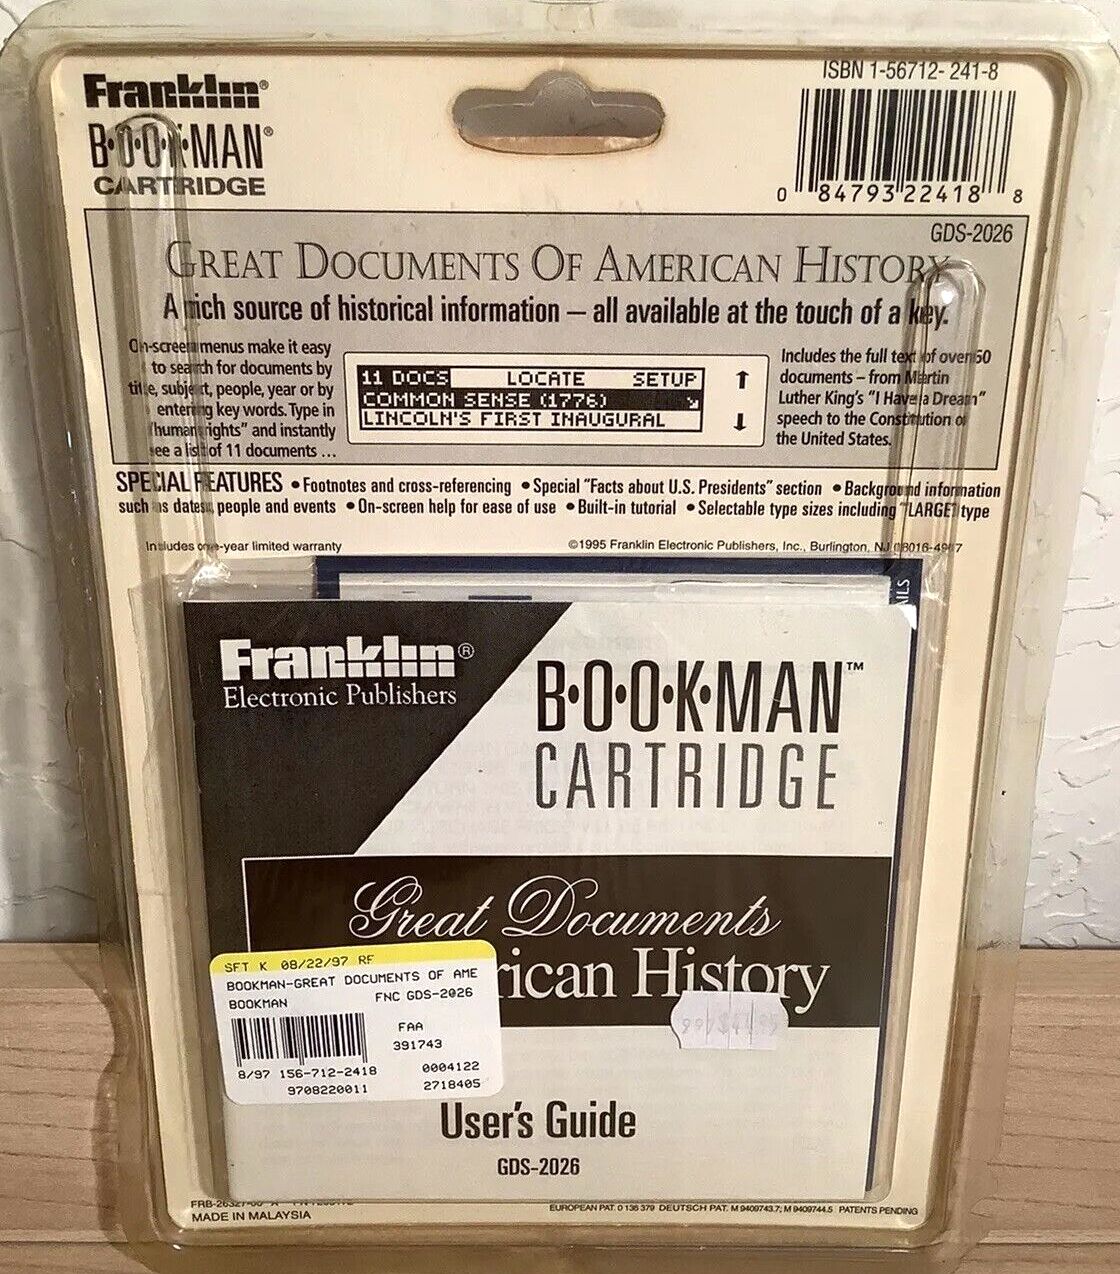 Franklin®
B·O·O·K·MAN®
CARTRIDGE
ISBN 1-56712- 241-8
0 84793 22418 8
GDS-2026
GREAT DOCUMENTS OF AMERICAN HISTORY
A rich source of historical information – all available at the touch of a key.
On-screen menus make it easy
to search for documents by
title, subject, people, year or by
entering key words. Type in
"human rights" and instantly
see a list of 11 documents ...
11 DOCS LOCATE SETUP
COMMON SENSE (1776)
LINCOLN'S FIRST INAUGURAL
Includes the full text of over 50
documents – from Martin
Luther King's "I Have a Dream"
speech to the Constitution of
the United States.
SPECIAL FEATURES • Footnotes and cross-referencing • Special "Facts about U.S. Presidents" section • Background information
such as dates, people and events • On-screen help for ease of use • Built-in tutorial • Selectable type sizes including "LARGE" type
Includes one-year limited warranty
©1995 Franklin Electronic Publishers, Inc., Burlington, NJ 08016-4907
ILS
Franklin®
Electronic Publishers
B·O·O·K·MAN™
CARTRIDGE
Great Documents
rican History
SFT K 08/22/97 RF
BOOKMAN-GREAT DOCUMENTS OF AME
BOOKMAN FNC GDS-2026
FAA
391743
8/97 156-712-2418 0004122
9708220011 2718405
User's Guide
GDS-2026
MADE IN MALAYSIA
EUROPEAN PAT. 0 136 379 DEUTSCH PAT. M 9409743.7; M 9409744.5 PATENTS PENDING